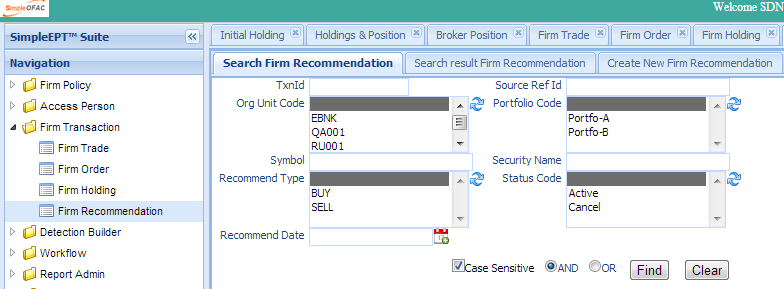 SimpleOFAC
Welcome SDN
SimpleEPT™ Suite
Navigation
Firm Policy
Access Person
Firm Transaction
Firm Trade
Firm Order
Firm Holding
Firm Recommendation
Detection Builder
Workflow
Report Admin
Initial Holding Holdings & Position Broker Position Firm Trade Firm Order Firm Holding
Search Firm Recommendation Search result Firm Recommendation Create New Firm Recommendation
TxnId Source Ref Id
Org Unit Code Portfolio Code
EBNK Portfo-A
QA001 Portfo-B
RU001
Symbol Security Name
Recommend Type Status Code
BUY Active
SELL Cancel
Recommend Date
Case Sensitive AND OR Find Clear